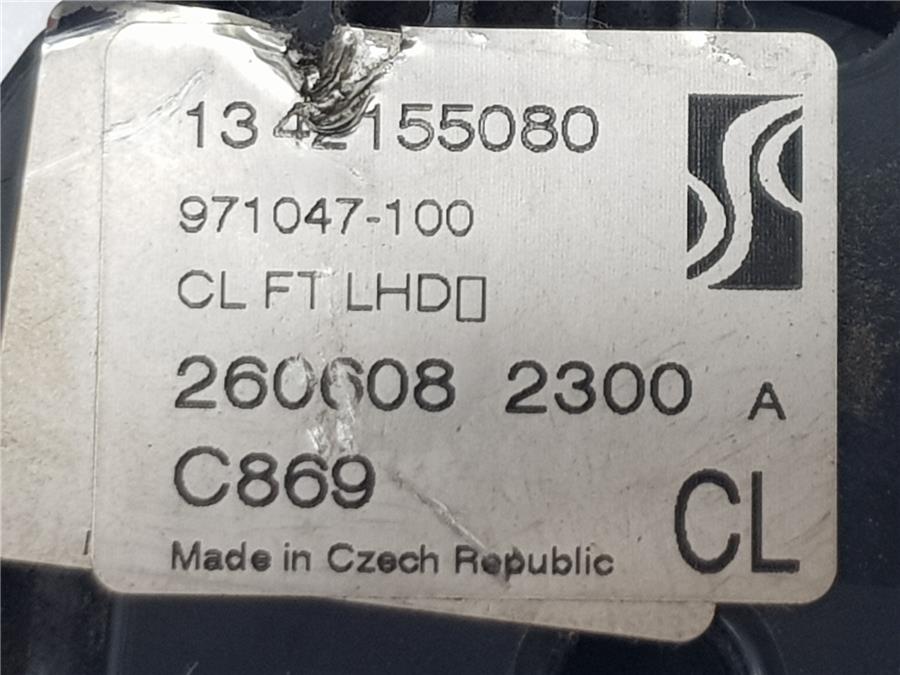 1342155080
971047-100
CL FT LHD▯
260608 2300 A
C869
CL
Made in Czech Republic